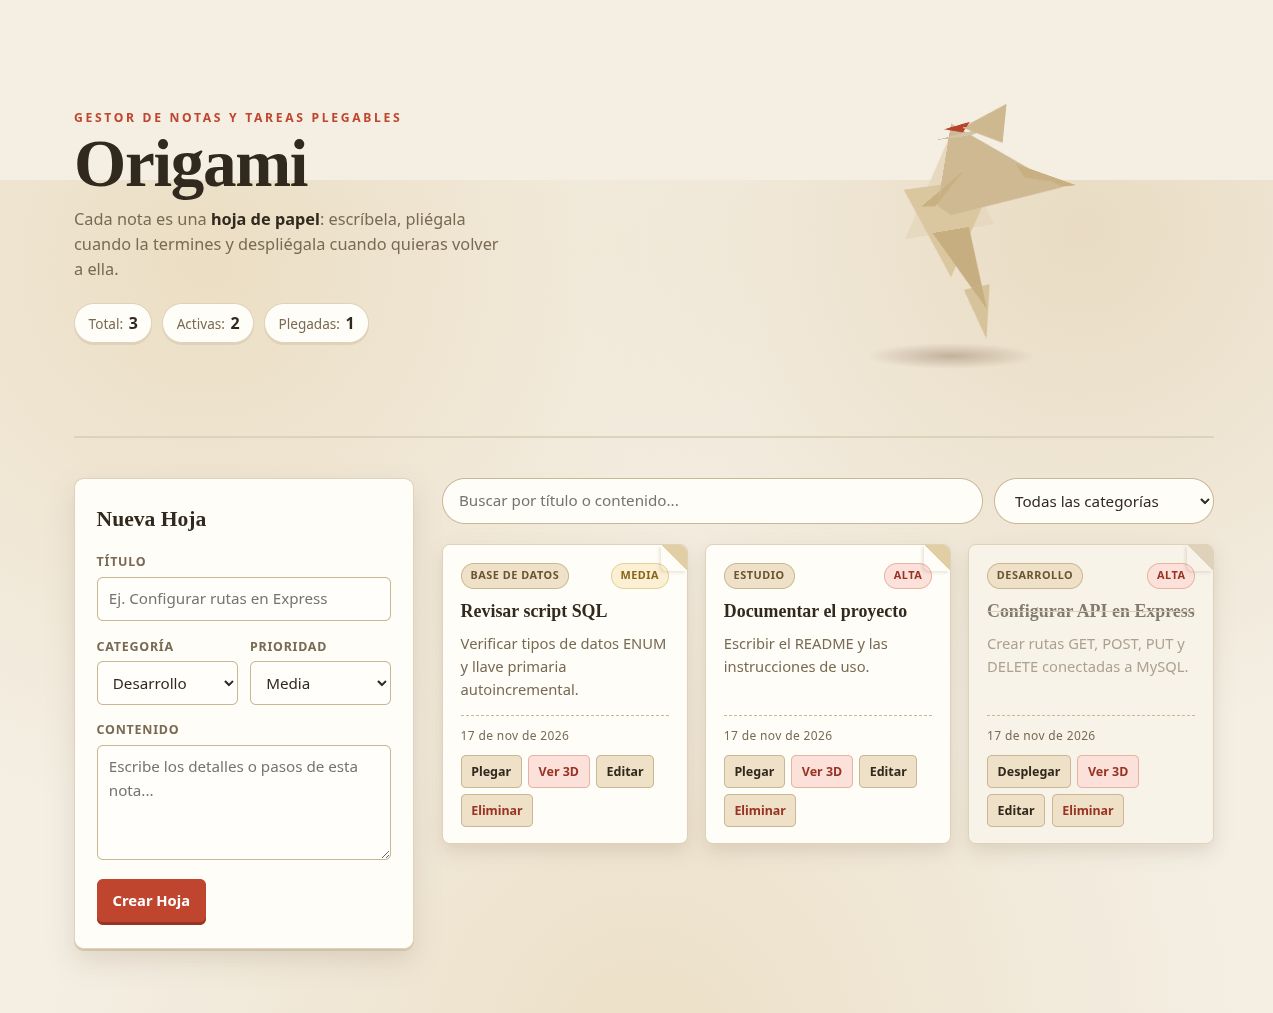 GESTOR DE NOTAS Y TAREAS PLEGABLES
Origami
Cada nota es una hoja de papel: escríbela, pliégala
cuando la termines y despliégala cuando quieras volver
a ella.
Total: 3
Activas: 2
Plegadas: 1
Nueva Hoja
TÍTULO
Ej. Configurar rutas en Express
CATEGORÍA
PRIORIDAD
Desarrollo
Media
CONTENIDO
Escribe los detalles o pasos de esta
nota...
Crear Hoja
Buscar por título o contenido...
Todas las categorías
BASE DE DATOS
MEDIA
Revisar script SQL
Verificar tipos de datos ENUM
y llave primaria
autoincremental.
17 de nov de 2026
Plegar
Ver 3D
Editar
Eliminar
ESTUDIO
ALTA
Documentar el proyecto
Escribir el README y las
instrucciones de uso.
17 de nov de 2026
Plegar
Ver 3D
Editar
Eliminar
DESARROLLO
ALTA
Configurar API en Express
Crear rutas GET, POST, PUT y
DELETE conectadas a MySQL.
17 de nov de 2026
Desplegar
Ver 3D
Editar
Eliminar